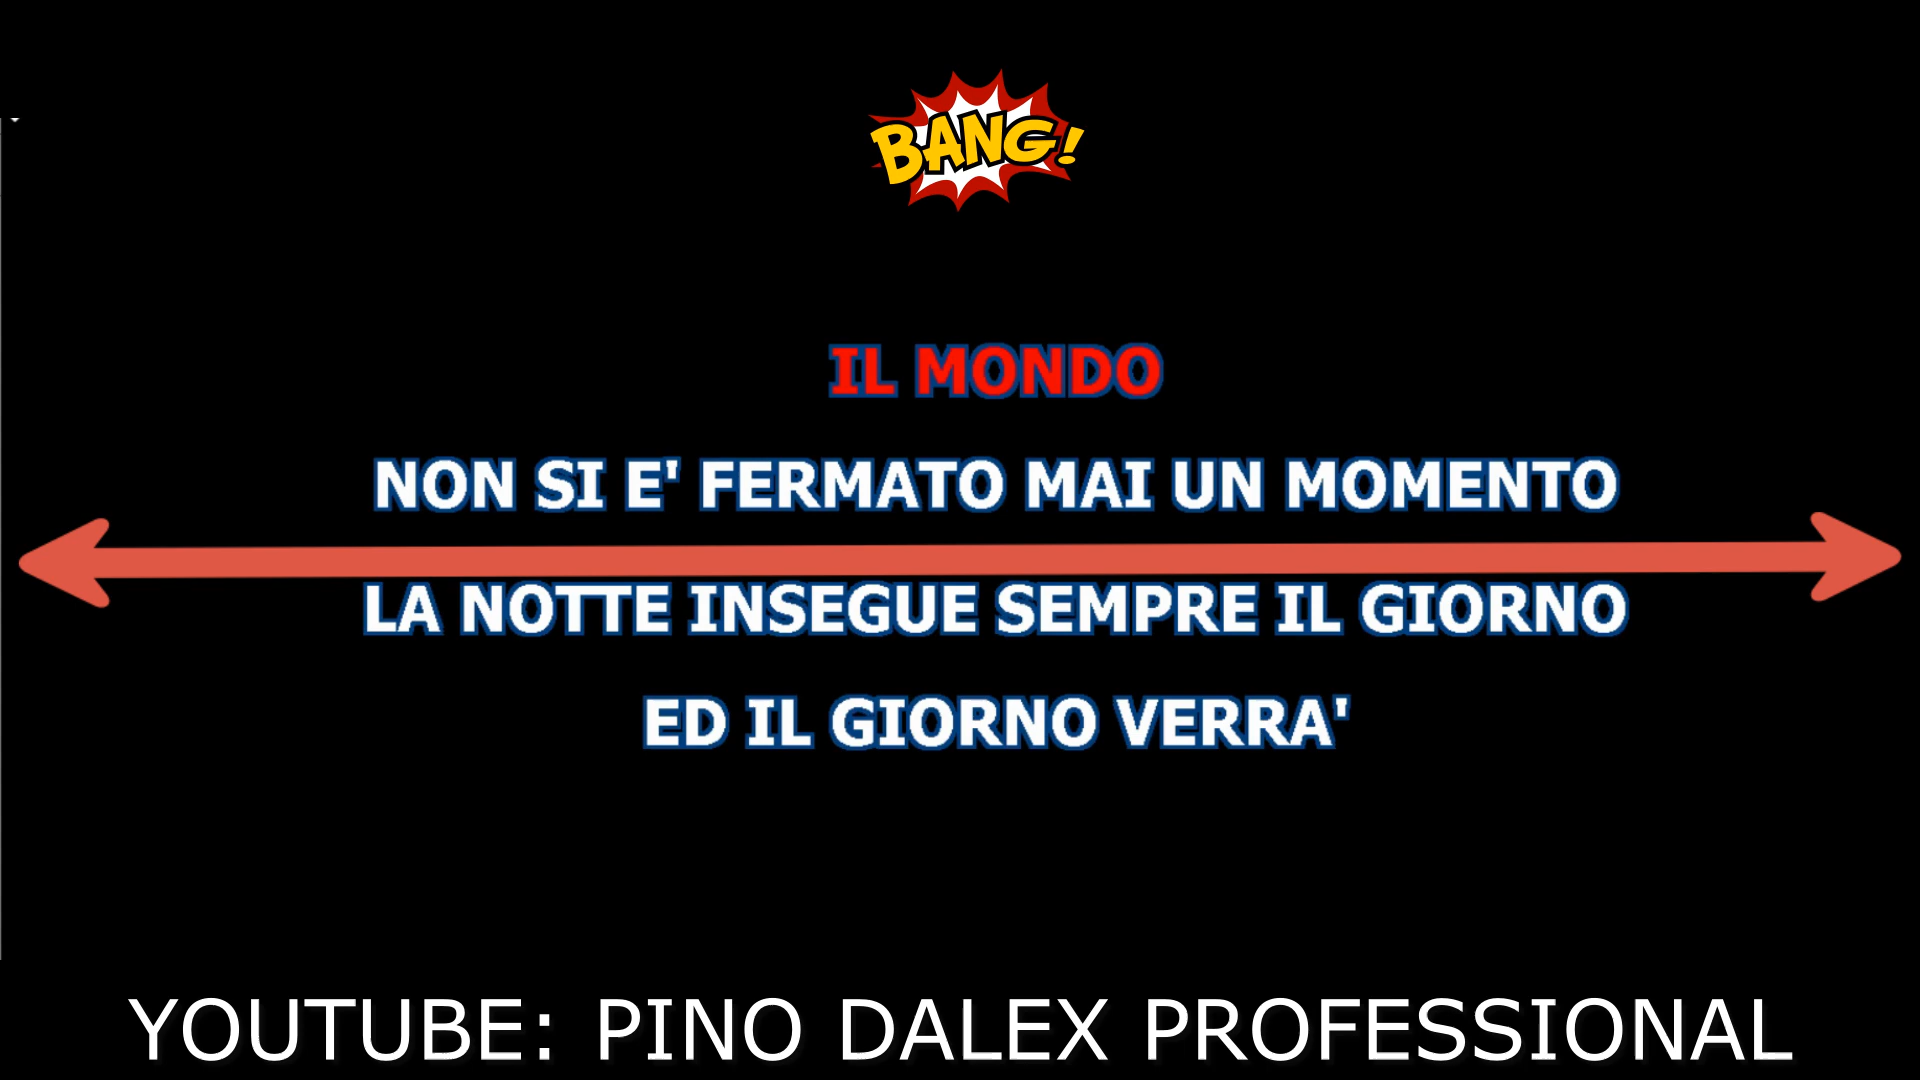 BANG!
IL MONDO
NON SI E' FERMATO MAI UN MOMENTO
LA NOTTE INSEGUE SEMPRE IL GIORNO
ED IL GIORNO VERRA'
YOUTUBE: PINO DALEX PROFESSIONAL